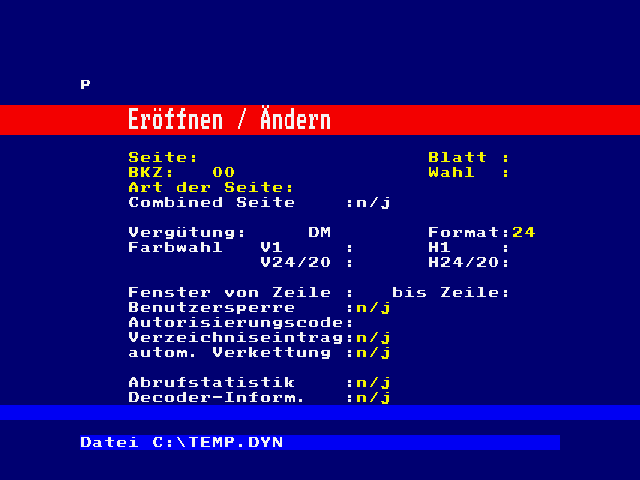 P
Eröffnen / Ändern
Seite: Blatt :
BKZ: 00 Wahl :
Art der Seite:
Combined Seite :n/j
Vergütung: DM Format:24
Farbwahl V1 : H1 :
V24/20 : H24/20:
Fenster von Zeile : bis Zeile:
Benutzersperre :n/j
Autorisierungscode:
Verzeichniseintrag:n/j
autom. Verkettung :n/j
Abrufstatistik :n/j
Decoder-Inform. :n/j
Datei C:\TEMP.DYN